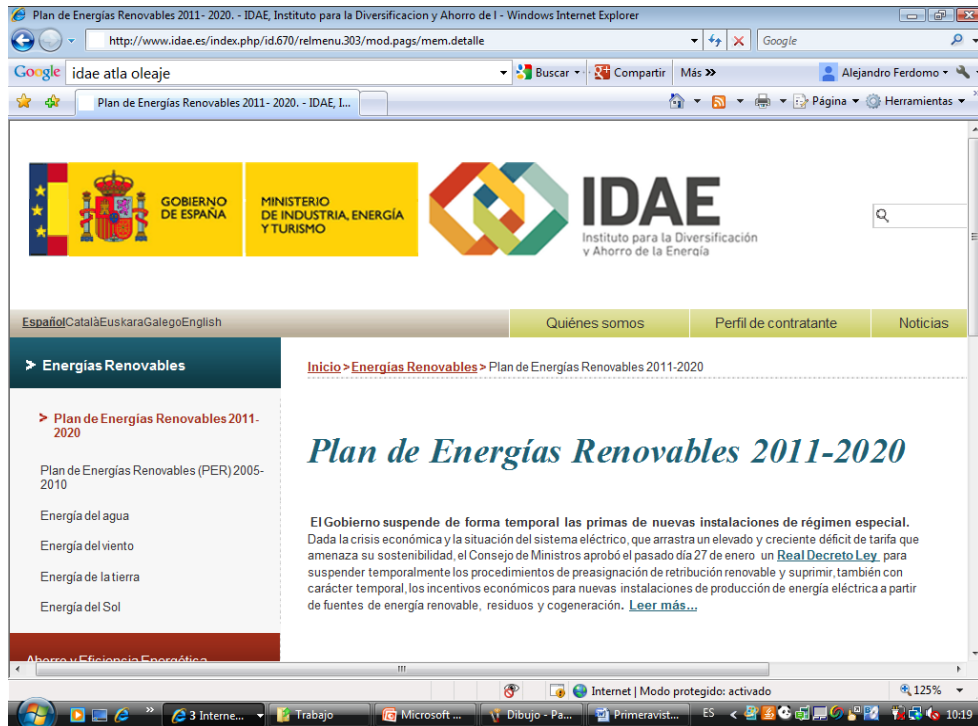 Plan de Energías Renovables 2011- 2020. - IDAE, Instituto para la Diversificacion y Ahorro de l - Windows Internet Explorer
http://www.idae.es/index.php/id.670/relmenu.303/mod.pags/mem.detalle
Google
Google
idae atla oleaje
Buscar
Compartir
Más »
Alejandro Ferdomo
Plan de Energías Renovables 2011- 2020. - IDAE, I...
Página
Herramientas
GOBIERNO
DE ESPAÑA
MINISTERIO
DE INDUSTRIA, ENERGÍA
Y TURISMO
IDAE
Instituto para la Diversificación
y Ahorro de la Energía
EspañolCatalàEuskaraGalegoEnglish
Quiénes somos
Perfil de contratante
Noticias
> Energías Renovables
Inicio > Energías Renovables > Plan de Energías Renovables 2011-2020
> Plan de Energías Renovables 2011-
2020
Plan de Energías Renovables (PER) 2005-
2010
Energía del agua
Energía del viento
Energía de la tierra
Energía del Sol
Ahorro y Eficiencia Energética
Plan de Energías Renovables 2011-2020
El Gobierno suspende de forma temporal las primas de nuevas instalaciones de régimen especial.
Dada la crisis económica y la situación del sistema eléctrico, que arrastra un elevado y creciente déficit de tarifa que
amenaza su sostenibilidad, el Consejo de Ministros aprobó el pasado día 27 de enero un Real Decreto Ley para
suspender temporalmente los procedimientos de preasignación de retribución renovable y suprimir, también con
carácter temporal, los incentivos económicos para nuevas instalaciones de producción de energía eléctrica a partir
de fuentes de energía renovable, residuos y cogeneración. Leer más...
Internet | Modo protegido: activado
125%
3 Interne...
Trabajo
Microsoft ...
Dibujo - Pa...
Primeravist...
ES
10:19